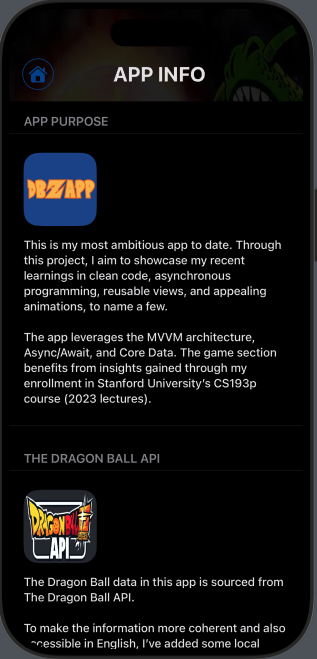 APP INFO
APP PURPOSE
DBZAPP
This is my most ambitious app to date. Through
this project, I aim to showcase my recent
learnings in clean code, asynchronous
programming, reusable views, and appealing
animations, to name a few.
The app leverages the MVVM architecture,
Async/Await, and Core Data. The game section
benefits from insights gained through my
enrollment in Stanford University's CS193p
course (2023 lectures).
THE DRAGON BALL API
DRAGON BALL
API
The Dragon Ball data in this app is sourced from
The Dragon Ball API.
To make the information more coherent and also
accessible in English, I've added some local